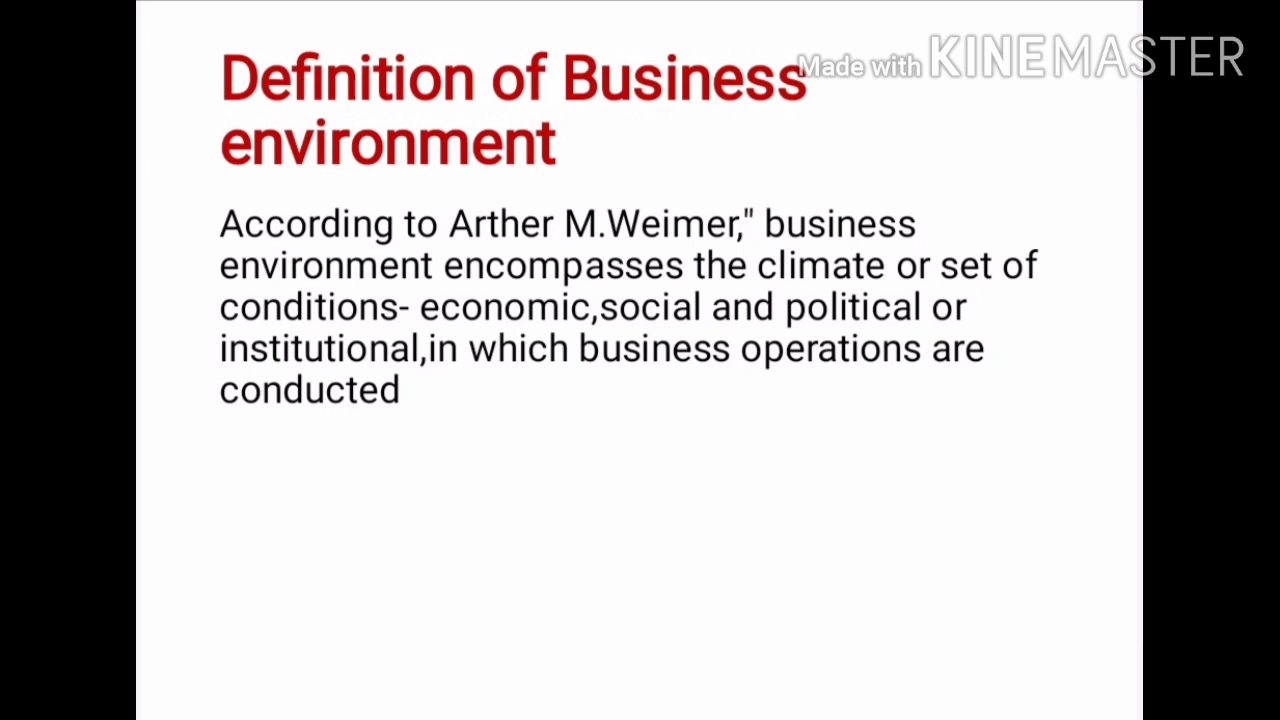 Definition of Business
environment
Made with KINEMASTER
According to Arther M.Weimer," business
environment encompasses the climate or set of
conditions- economic,social and political or
institutional,in which business operations are
conducted